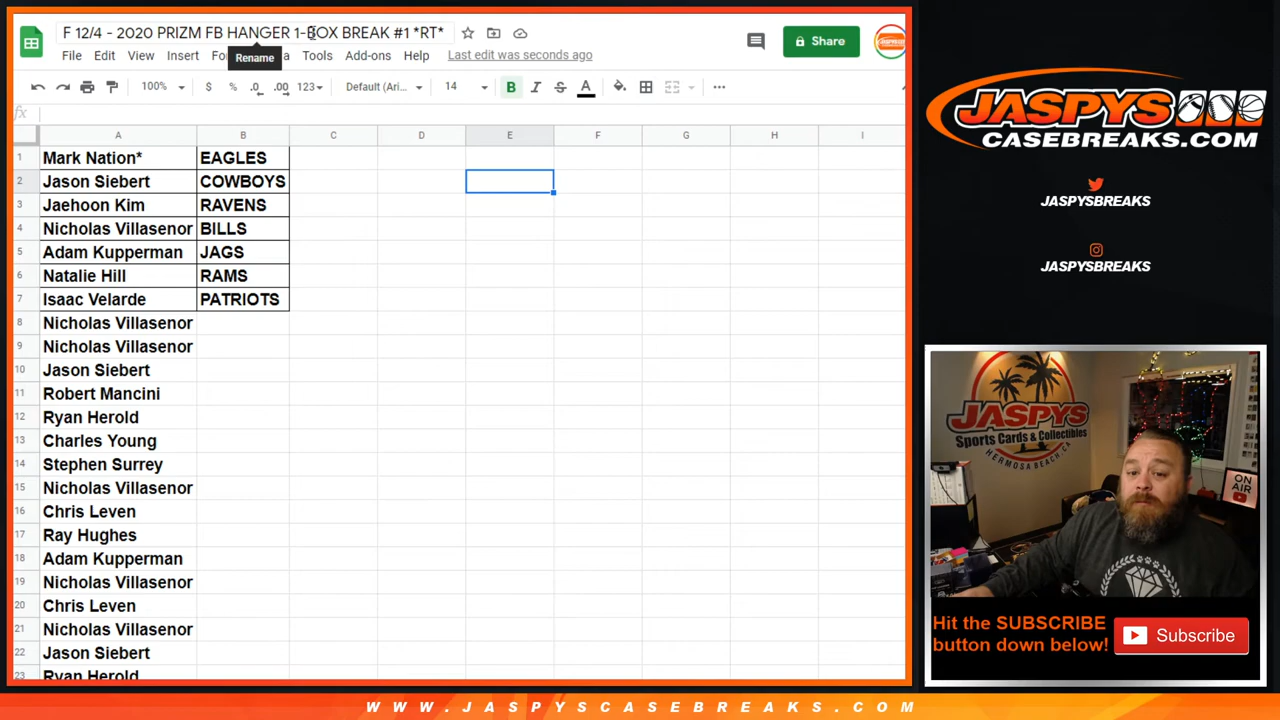 F 12/4 - 2020 PRIZM FB HANGER 1-BOX BREAK #1 *RT*
File Edit View Insert Fo a Tools Add-ons Help Last edit was seconds ago
Rename
Share
100% $ % .0 .00 123 Default (Ari... 14 B I S A
fx
A B C D E F G H I
1 Mark Nation* EAGLES
2 Jason Siebert COWBOYS
3 Jaehoon Kim RAVENS
4 Nicholas Villasenor BILLS
5 Adam Kupperman JAGS
6 Natalie Hill RAMS
7 Isaac Velarde PATRIOTS
8 Nicholas Villasenor
9 Nicholas Villasenor
10 Jason Siebert
11 Robert Mancini
12 Ryan Herold
13 Charles Young
14 Stephen Surrey
15 Nicholas Villasenor
16 Chris Leven
17 Ray Hughes
18 Adam Kupperman
19 Nicholas Villasenor
20 Chris Leven
21 Nicholas Villasenor
22 Jason Siebert
23 Ryan Herold
JASPYS
CASEBREAKS.COM
JASPYSBREAKS
JASPYSBREAKS
JASPYS
Sports Cards & Collectibles
HERMOSA BEACH, CA
ON
AIR
Hit the SUBSCRIBE
button down below!
Subscribe
WWW.JASPYSCASEBREAKS.COM